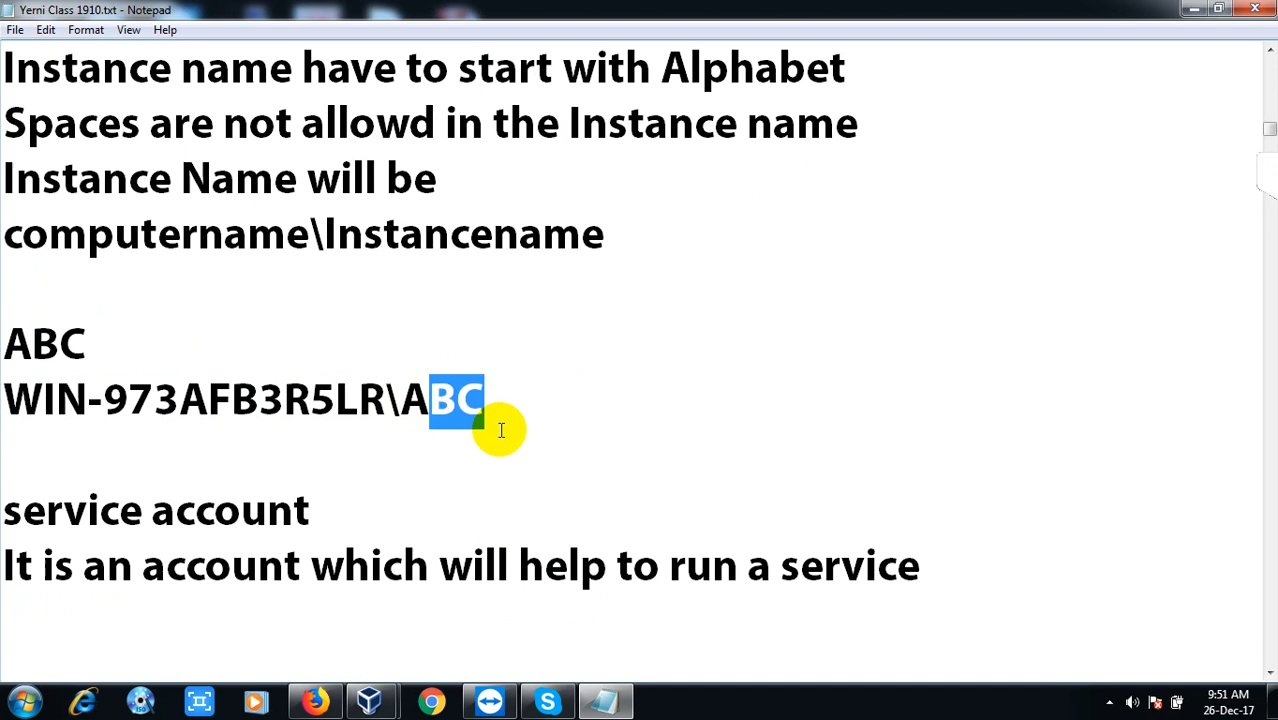 Yerni Class 1910.txt - Notepad
File Edit Format View Help
Instance name have to start with Alphabet
Spaces are not allowd in the Instance name
Instance Name will be
computername\Instancename
ABC
WIN-973AFB3R5LR\ABC
service account
It is an account which will help to run a service
9:51 AM
26-Dec-17